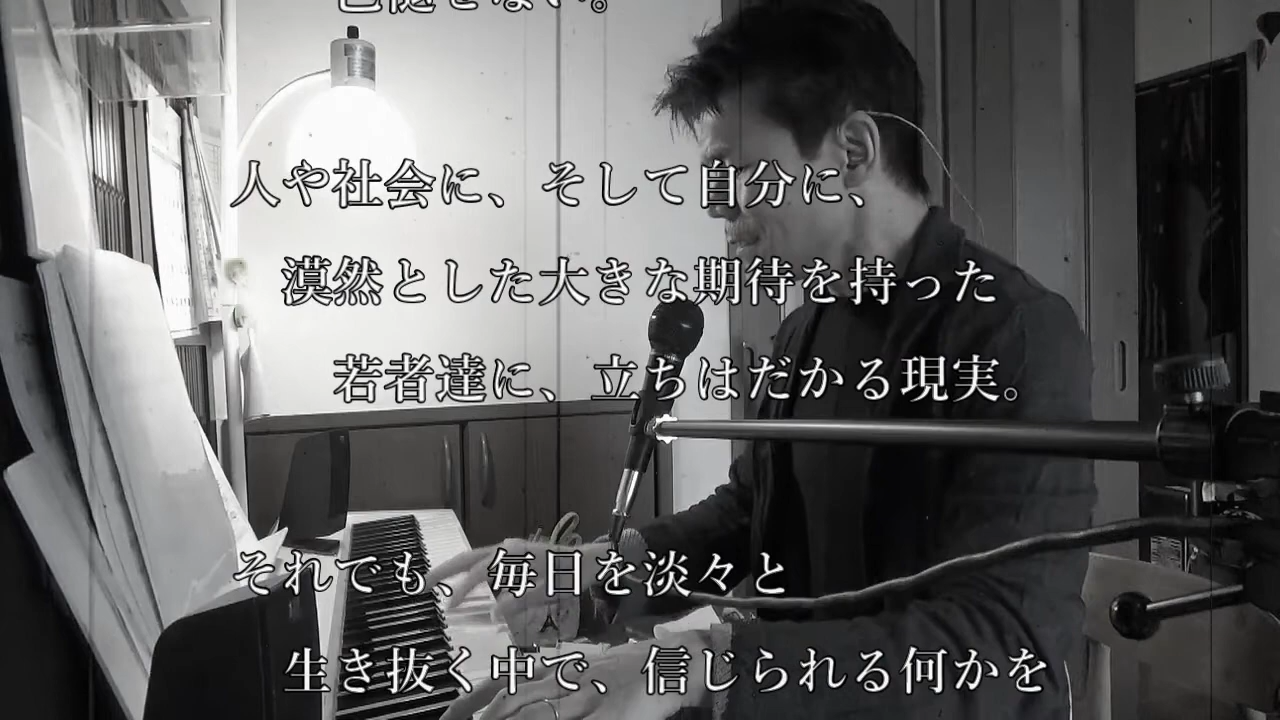 人や社会に、そして自分に、
漠然とした大きな期待を持った
若者達に、立ちはだかる現実。
それでも、毎日を淡々と
生き抜く中で、信じられる何かを